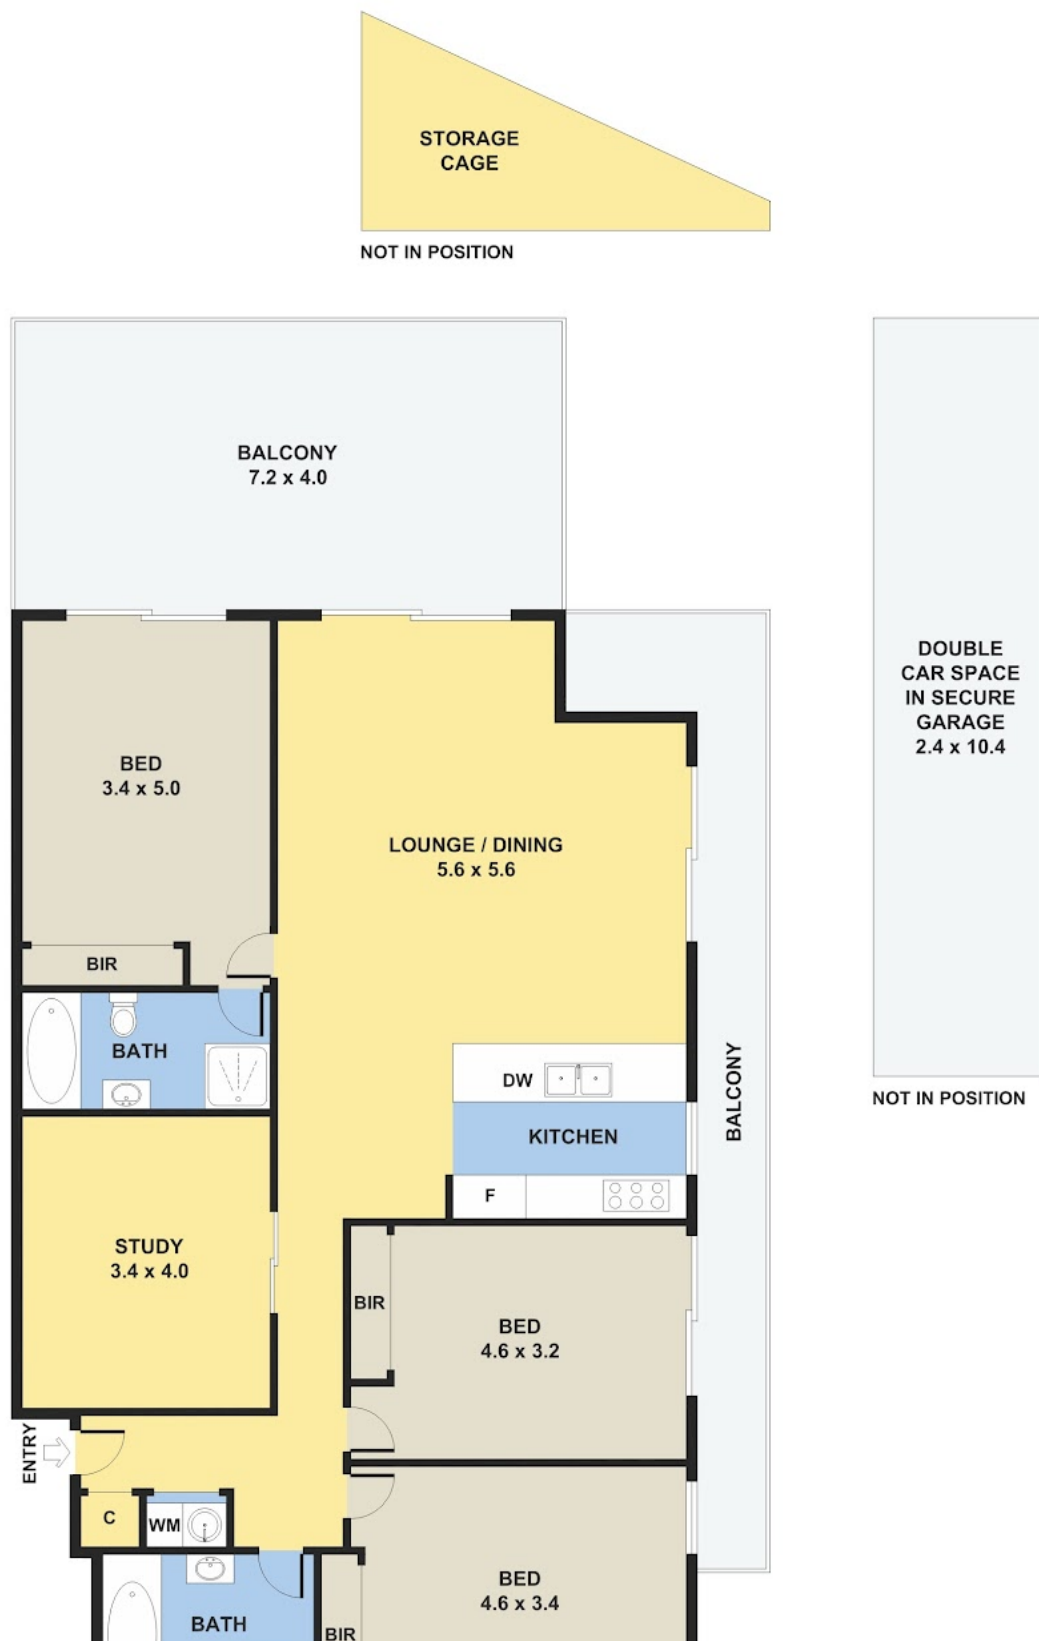 STORAGE
CAGE
NOT IN POSITION
BALCONY
7.2 x 4.0
DOUBLE
CAR SPACE
IN SECURE
GARAGE
2.4 x 10.4
NOT IN POSITION
BED
3.4 x 5.0
LOUNGE / DINING
5.6 x 5.6
BIR
BATH
DW
KITCHEN
F
BALCONY
STUDY
3.4 x 4.0
BIR
BED
4.6 x 3.2
ENTRY
C
WM
BED
4.6 x 3.4
BATH
BIR